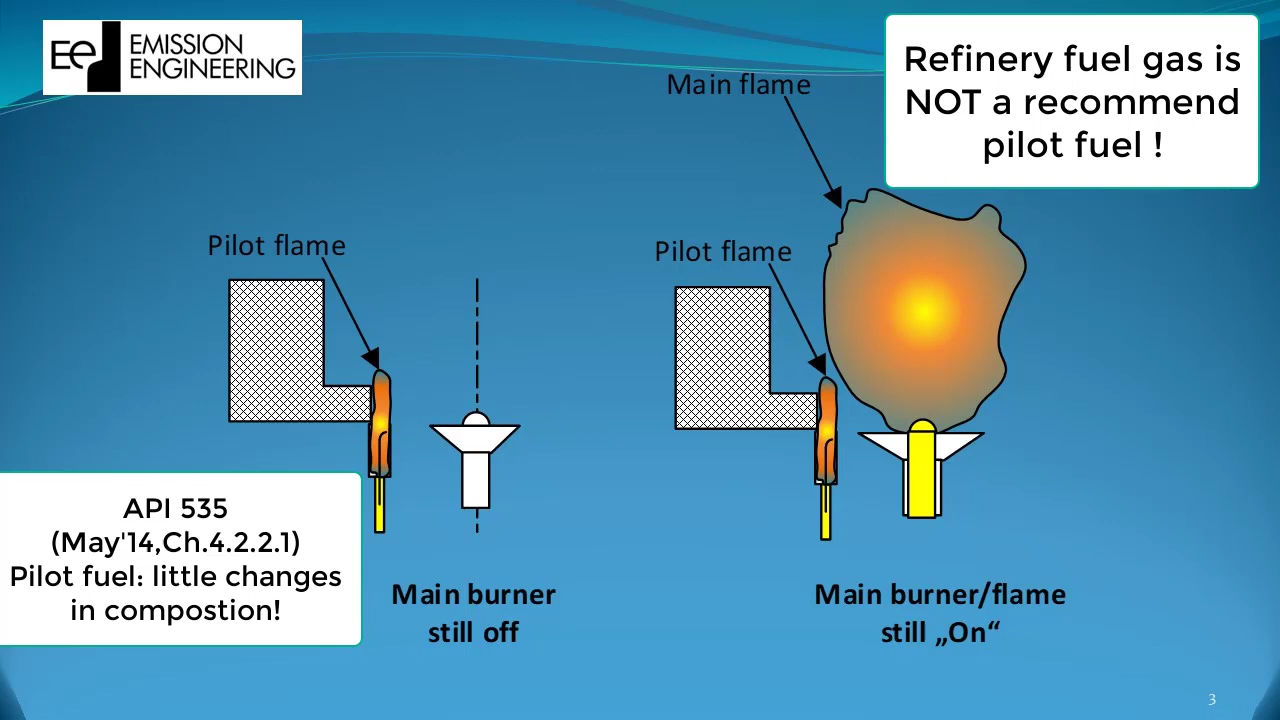 Ee
EMISSION
ENGINEERING
Refinery fuel gas is
NOT a recommend
pilot fuel !
Main flame
Pilot flame
Pilot flame
API 535
(May'14,Ch.4.2.2.1)
Pilot fuel: little changes
in compostion!
Main burner
still off
Main burner/flame
still „On“
3